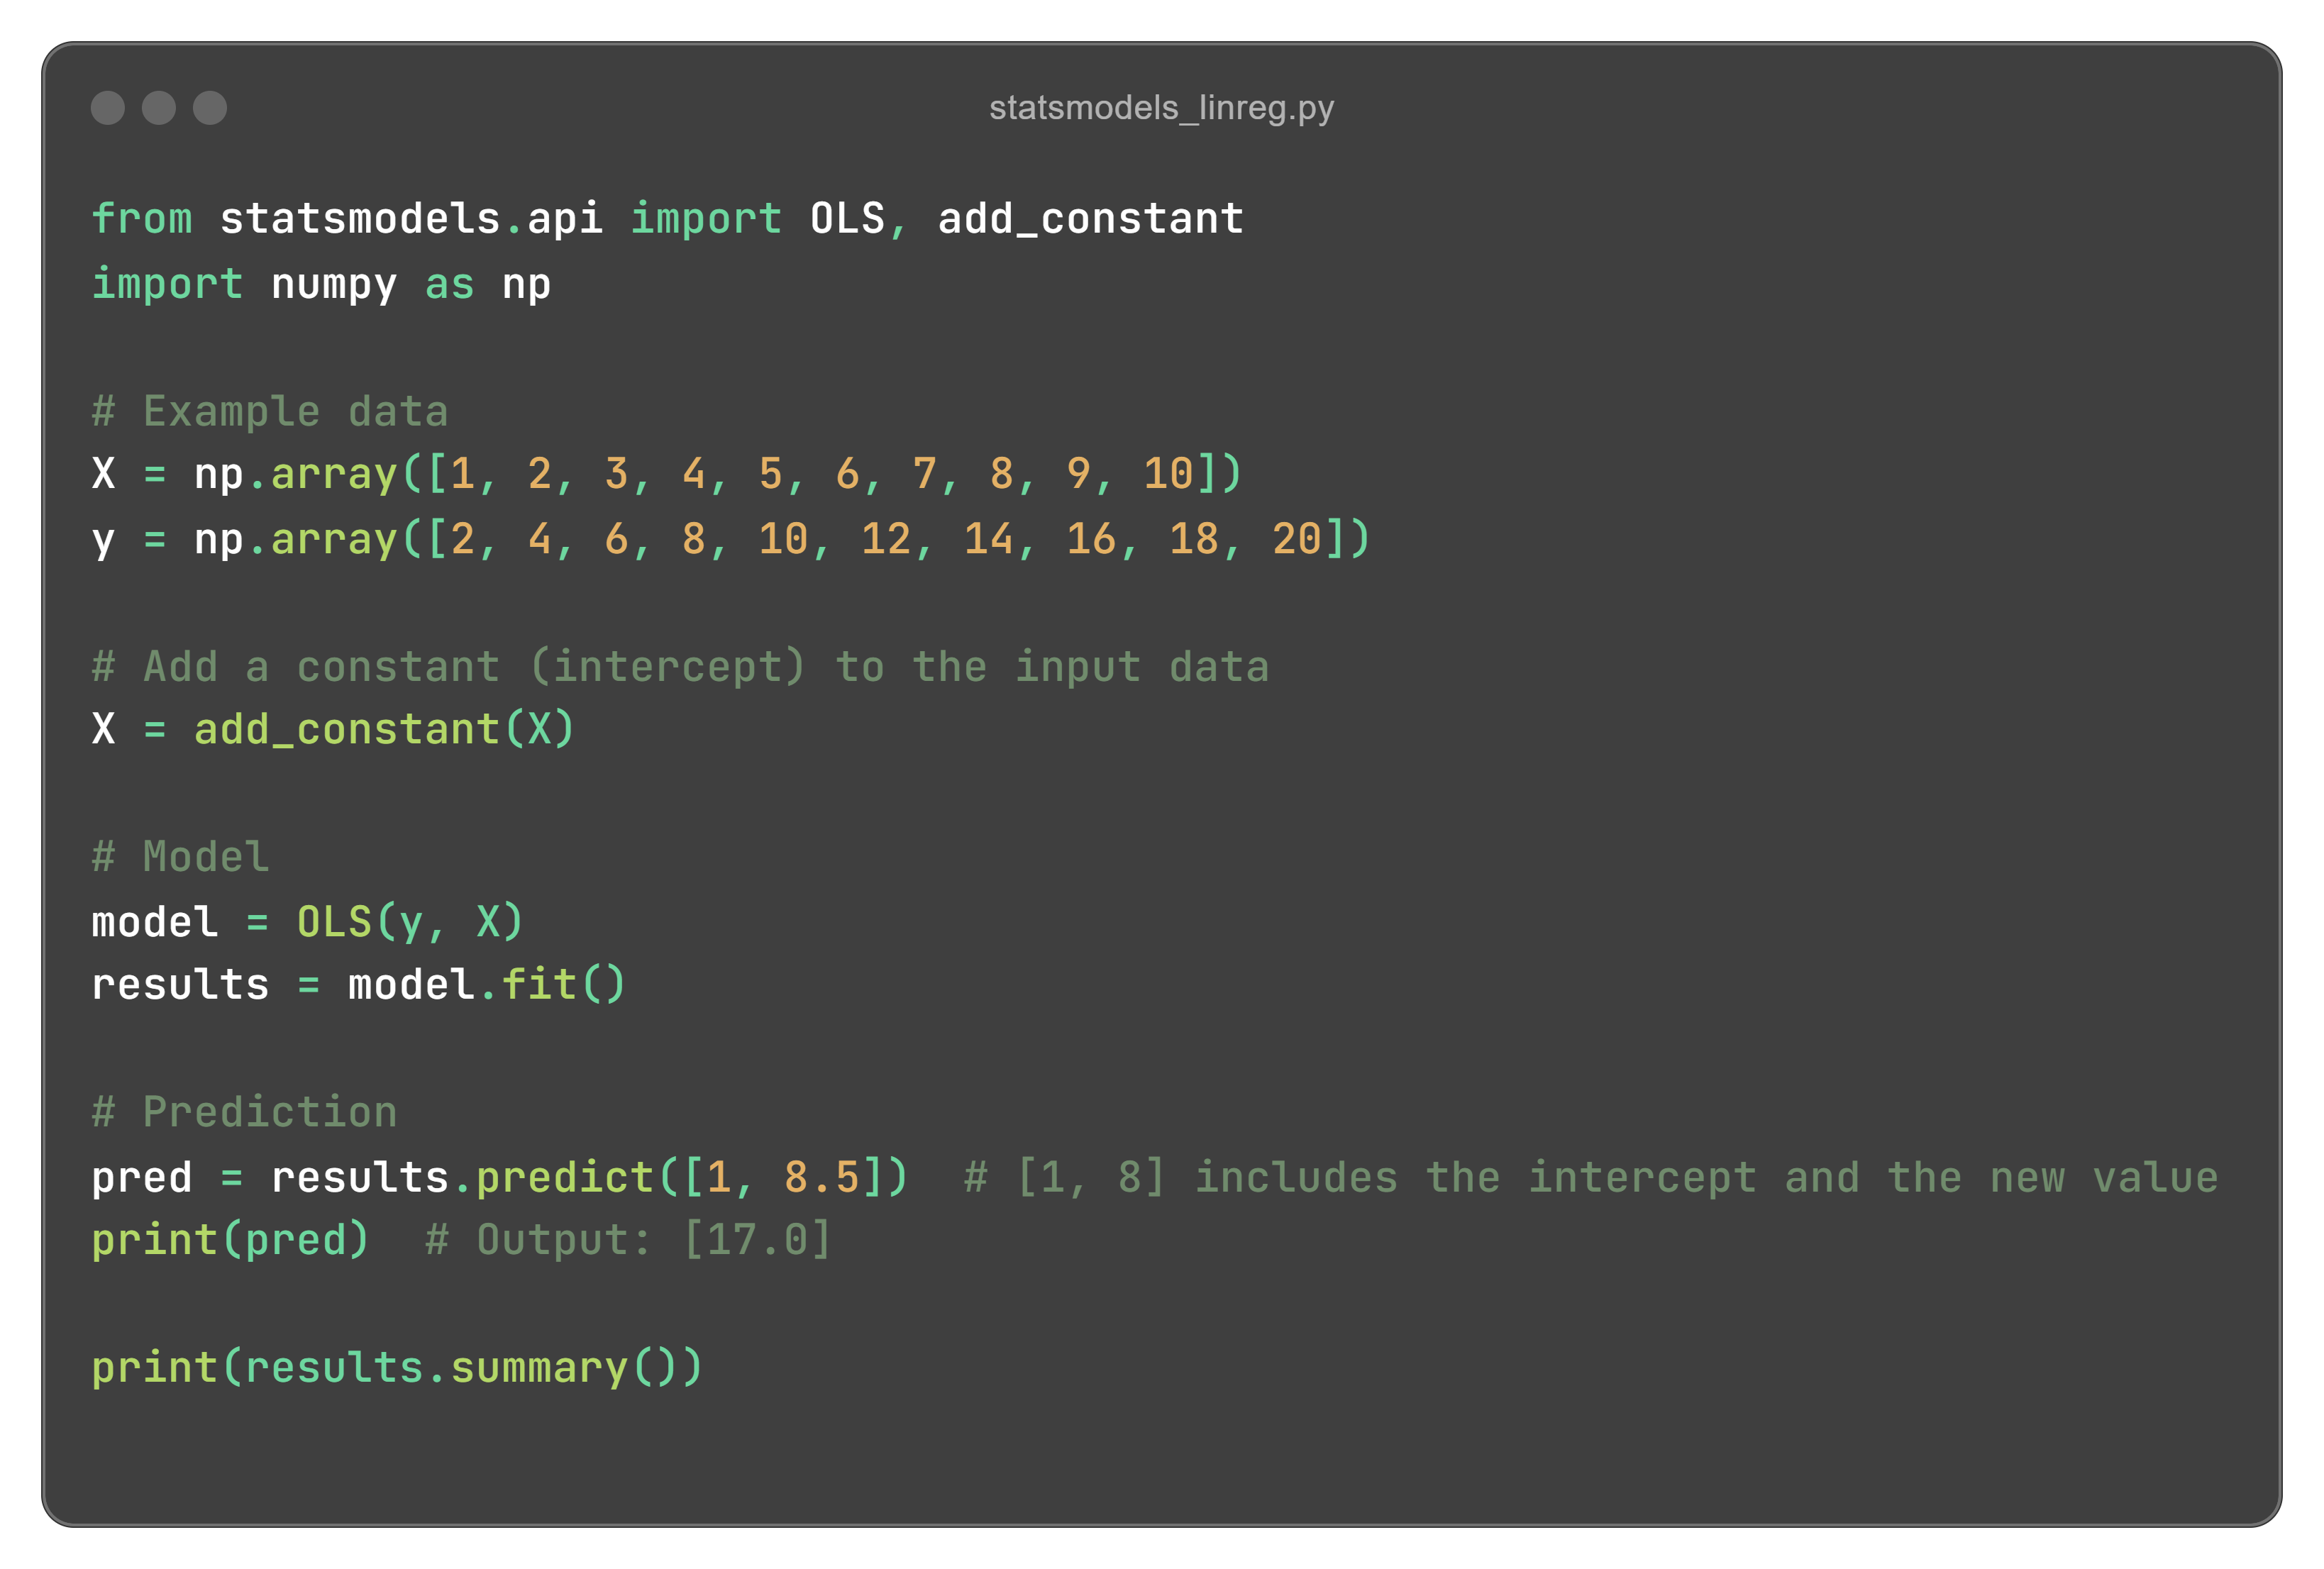 statsmodels_linreg.py
from statsmodels.api import OLS, add_constant
import numpy as np
# Example data
X = np.array([1, 2, 3, 4, 5, 6, 7, 8, 9, 10])
y = np.array([2, 4, 6, 8, 10, 12, 14, 16, 18, 20])
# Add a constant (intercept) to the input data
X = add_constant(X)
# Model
model = OLS(y, X)
results = model.fit()
# Prediction
pred = results.predict([1, 8.5])  # [1, 8] includes the intercept and the new value
print(pred)  # Output: [17.0]
print(results.summary())